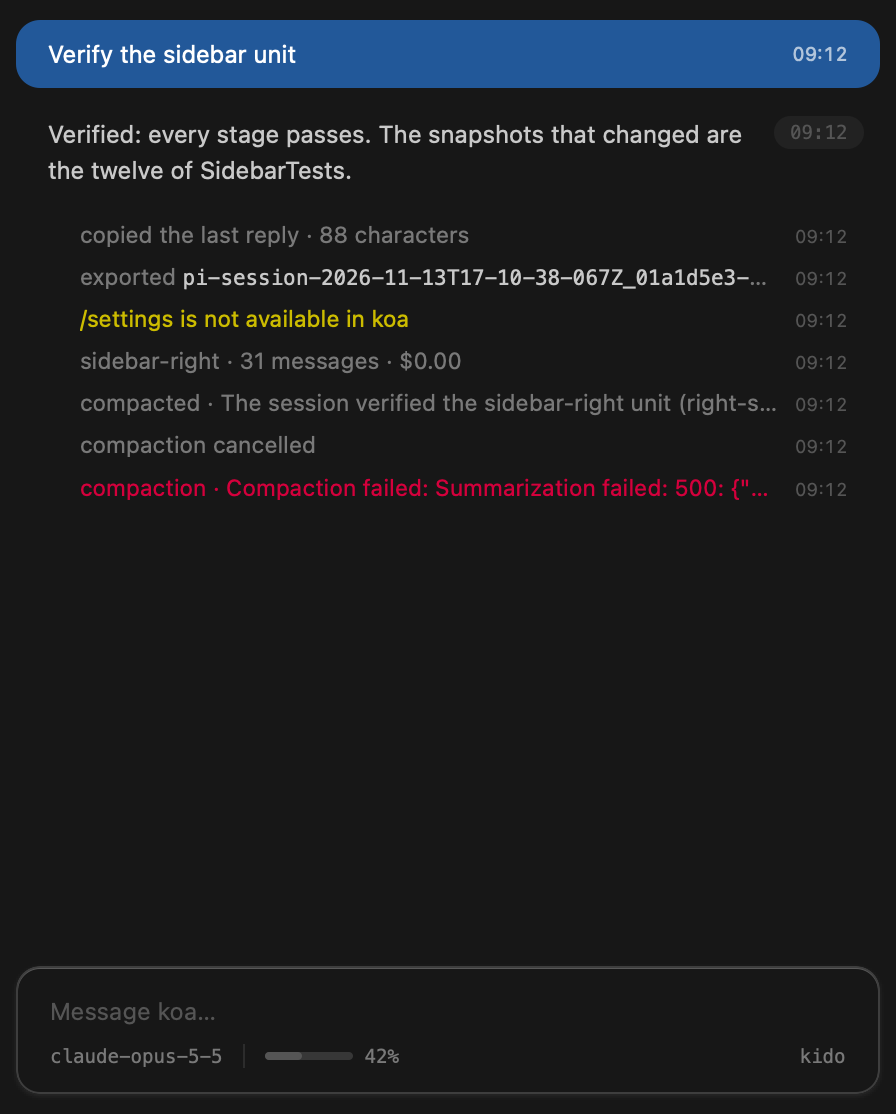 Verify the sidebar unit 09:12
Verified: every stage passes. The snapshots that changed are 09:12
the twelve of SidebarTests.
copied the last reply · 88 characters 09:12
exported pi-session-2026-11-13T17-10-38-067Z_01a1d5e3-… 09:12
/settings is not available in koa 09:12
sidebar-right · 31 messages · $0.00 09:12
compacted · The session verified the sidebar-right unit (right-s… 09:12
compaction cancelled 09:12
compaction · Compaction failed: Summarization failed: 500: {"… 09:12
Message koa…
claude-opus-5-5 42% kido